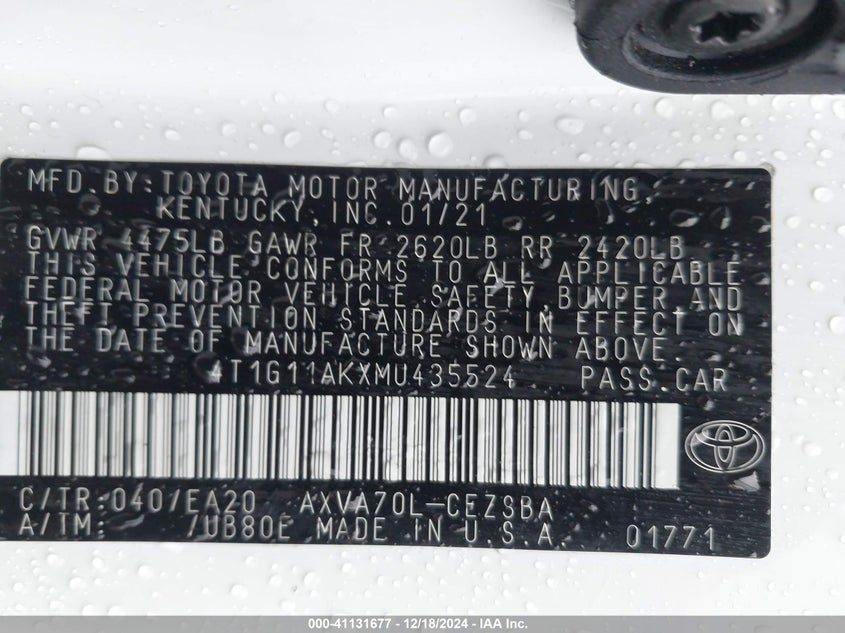 MFD.BY:TOYOTA MOTOR MANUFACTURING,
KENTUCKY, INC.01/21
GVWR 4475LB GAWR FR 2620LB RR 2420LB
THIS VEHICLE CONFORMS TO ALL APPLICABLE
FEDERAL MOTOR VEHICLE SAFETY,BUMPER AND
THEFT PREVENTION STANDARDS IN EFFECT ON
THE DATE OF MANUFACTURE SHOWN ABOVE.
4T1G11AKXMU435524 PASS.CAR
C/TR:040/EA20 AXVA70L-CEZSBA
A/TM: /UB80E MADE IN U.S.A 01771
000-41131677 - 12/18/2024 - IAA Inc.